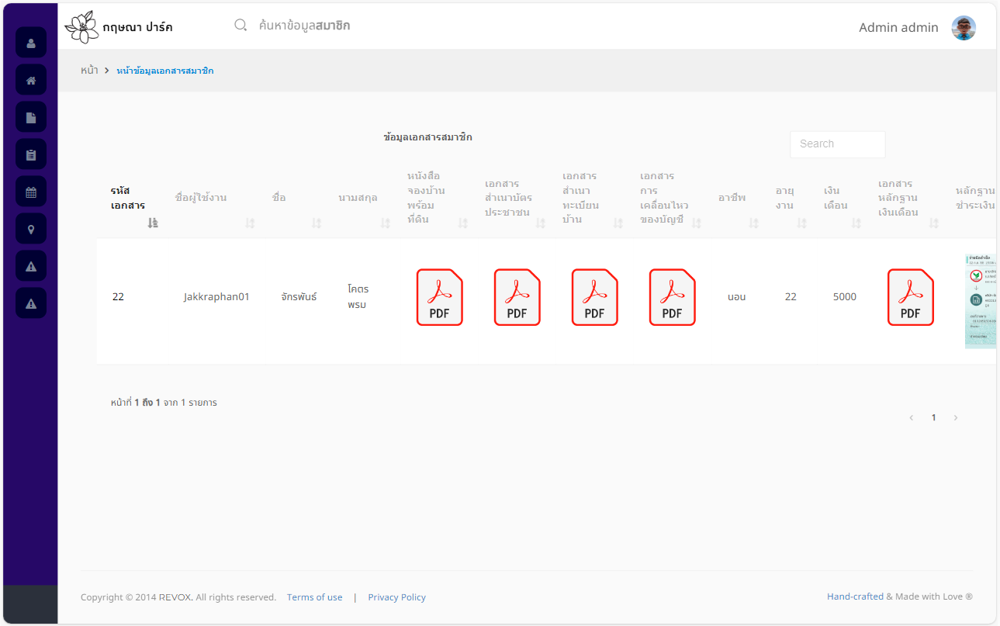 กฤษณา ปาร์ค
ค้นหาข้อมูลสมาชิก
Admin admin
หน้า
หน้าข้อมูลเอกสารสมาชิก
ข้อมูลเอกสารสมาชิก
Search
รหัส
เอกสาร
ชื่อผู้ใช้งาน
ชื่อ
นามสกุล
หนังสือ
จองบ้าน
พร้อม
ที่ดิน
เอกสาร
สำเนาบัตร
ประชาชน
เอกสาร
สำเนา
ทะเบียน
บ้าน
เอกสาร
การ
เคลื่อนไหว
ของบัญชี
อาชีพ
อายุ
งาน
เงิน
เดือน
เอกสาร
หลักฐาน
เงินเดือน
หลักฐาน
ชำระเงิน
22
Jakkraphan01
จักรพันธ์
โคตร
พรม
PDF
PDF
PDF
PDF
นอน
22
5000
PDF
หน้าที่ 1 ถึง 1 จาก 1 รายการ
1
Copyright © 2014 REVOX. All rights reserved. Terms of use | Privacy Policy
Hand-crafted & Made with Love ®